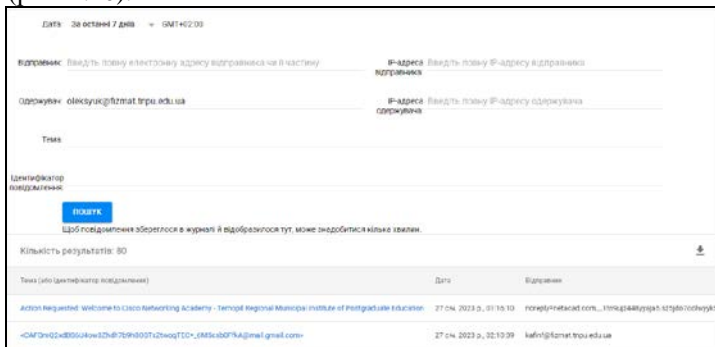 Дата: За останні 7 днів GMT+02:00
Відправник: Введіть повну електронну адресу відправника чи її частину
IP-адреса відправника Введіть повну IP-адресу відправника
Одержувач oleksyuk@fizmat.tnpu.edu.ua
IP-адреса одержувача Введіть повну IP-адресу одержувача
Тема
Ідентифікатор повідомлення:
ПОШУК
Щоб повідомлення збереглося в журналі й відобразилося тут, може знадобитися кілька хвилин.
Кількість результатів: 80
Тема (або ідентифікатор повідомлення) Дата Відправник
Action Requested: Welcome to Cisco Networking Academy - Ternopil Regional Municipal Institute of Postgraduate Education 27 січ. 2023 р., 01:16:10
27 січ. 2023 р., 02:10:09 kafinf@fizmat.tnpu.edu.ua